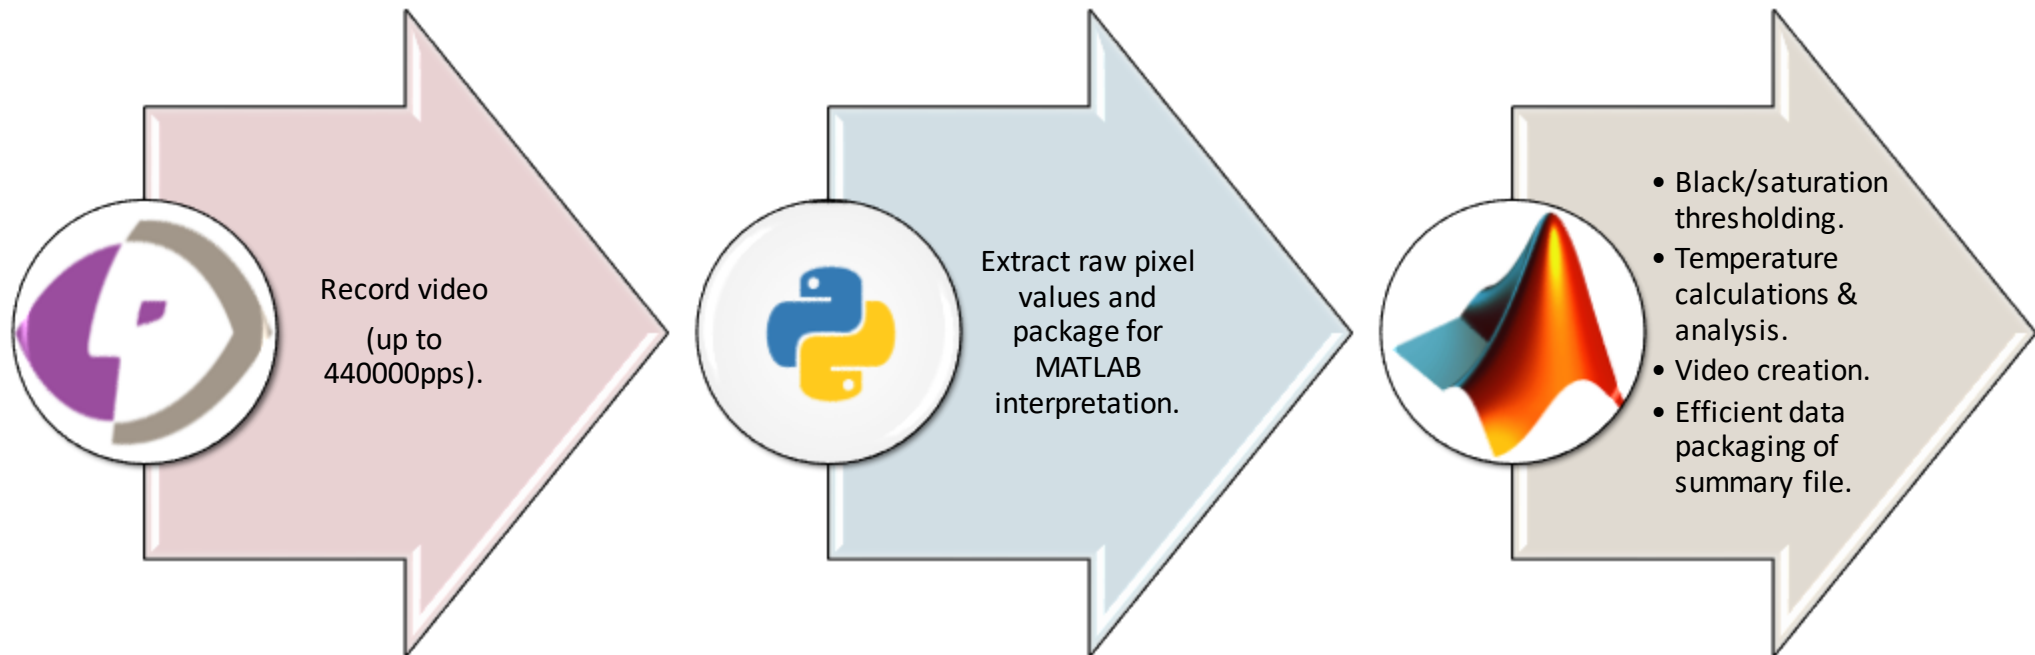 Record video
(up to
440000pps).
Extract raw pixel
values and
package for
MATLAB
interpretation.
• Black/saturation
thresholding.
• Temperature
calculations &
analysis.
• Video creation.
• Efficient data
packaging of
summary file.